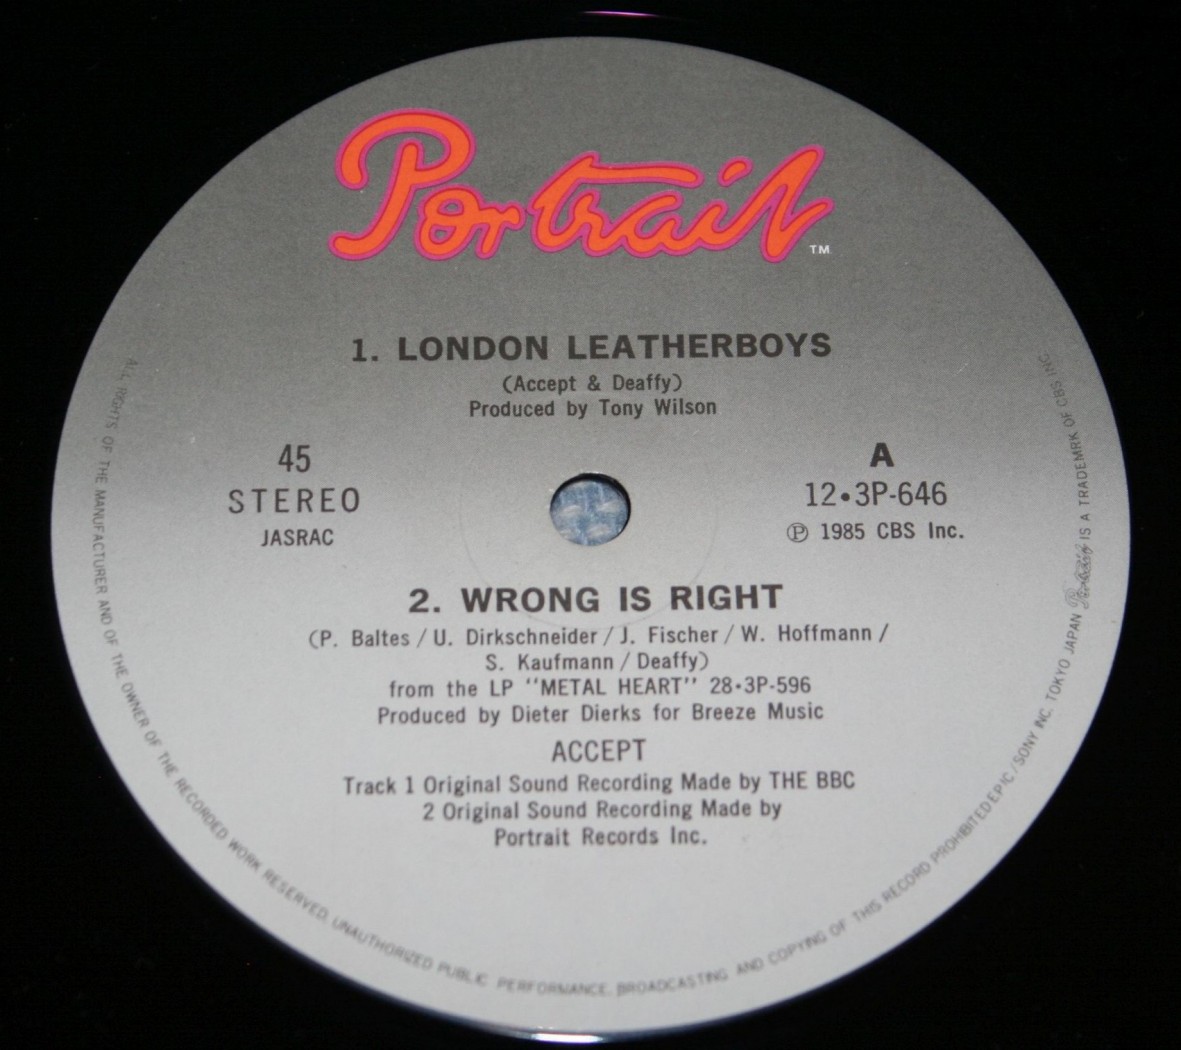 Portrait TM
1. LONDON LEATHERBOYS
(Accept & Deaffy)
Produced by Tony Wilson
45
STEREO
JASRAC
A
12•3P-646
Ⓟ 1985 CBS Inc.
2. WRONG IS RIGHT
(P. Baltes / U. Dirkschneider / J. Fischer / W. Hoffmann /
S. Kaufmann / Deaffy)
from the LP "METAL HEART" 28•3P-596
Produced by Dieter Dierks for Breeze Music
ACCEPT
Track 1 Original Sound Recording Made by THE BBC
2 Original Sound Recording Made by
Portrait Records Inc.
ALL RIGHTS OF THE MANUFACTURER AND OF THE OWNER OF THE RECORDED WORK RESERVED. UNAUTHORIZED PUBLIC PERFORMANCE, BROADCASTING AND COPYING OF THIS RECORD PROHIBITED EPIC/SONY INC. TOKYO JAPAN Portrait IS A TRADEMRK OF CBS INC.